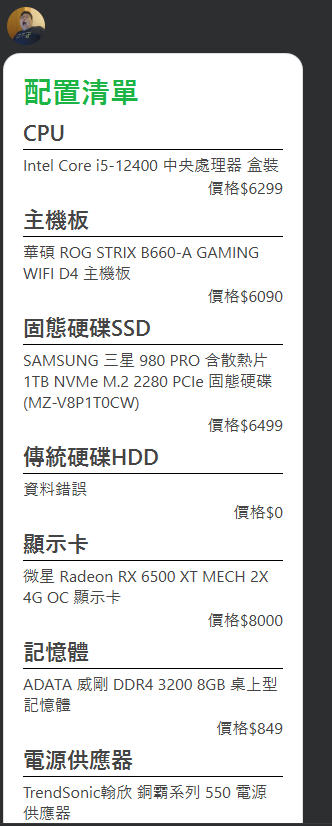 配置清單
CPU
Intel Core i5-12400 中央處理器 盒裝
價格$6299
主機板
華碩 ROG STRIX B660-A GAMING
WIFI D4 主機板
價格$6090
固態硬碟SSD
SAMSUNG 三星 980 PRO 含散熱片
1TB NVMe M.2 2280 PCIe 固態硬碟
(MZ-V8P1T0CW)
價格$6499
傳統硬碟HDD
資料錯誤
價格$0
顯示卡
微星 Radeon RX 6500 XT MECH 2X
4G OC 顯示卡
價格$8000
記憶體
ADATA 威剛 DDR4 3200 8GB 桌上型
記憶體
價格$849
電源供應器
TrendSonic翰欣 銅霸系列 550 電源
供應器